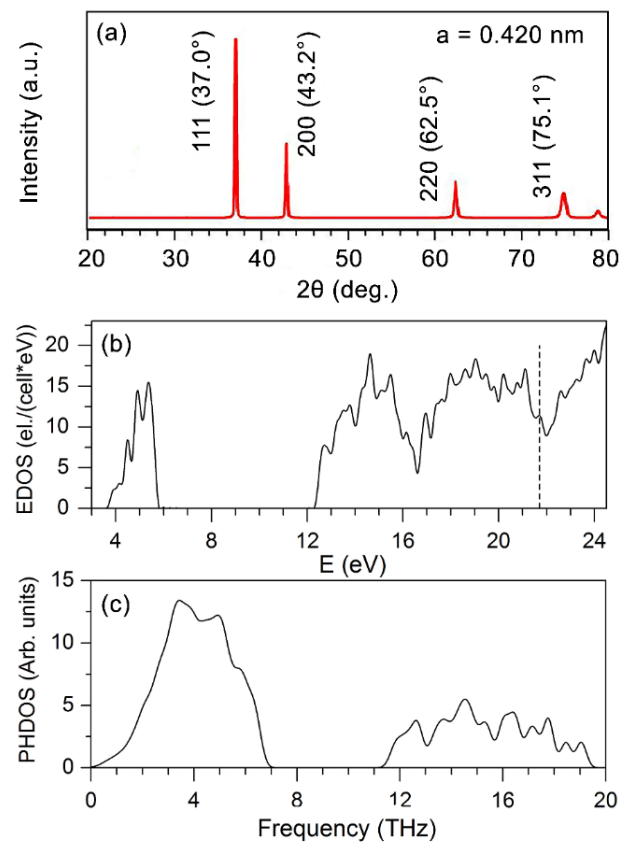 (a)
a = 0.420 nm
111 (37.0°)
200 (43.2°)
220 (62.5°)
311 (75.1°)
Intensity (a.u.)
20 30 40 50 60 70 80
2θ (deg.)
(b)
EDOS (el./(cell*eV))
20
15
10
5
0
4 8 12 16 20 24
E (eV)
(c)
PHDOS (Arb. units)
15
10
5
0
0 4 8 12 16 20
Frequency (THz)